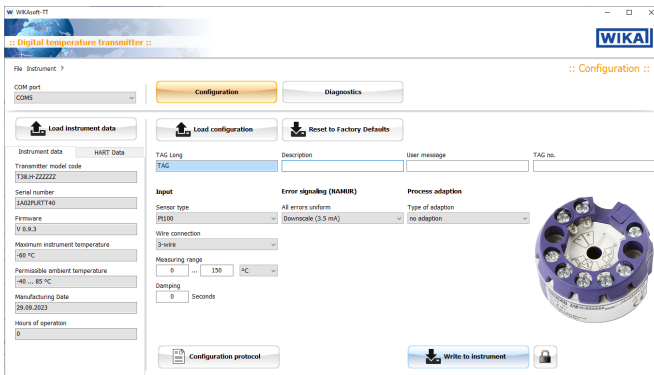 WIKAsoft-TT
:: Digital temperature transmitter ::
WIKAI
File Instrument ?
:: Configuration ::
COM port
COM5
Configuration
Diagnostics
Load instrument data
Load configuration
Reset to Factory Defaults
Instrument data
HART Data
TAG Long
Description
User message
TAG no.
TAG
Transmitter model code
T38.H-ZZZZZZ
Serial number
1A02PLRTT40
Firmware
V 0.9.3
Maximum instrument temperature
-60 °C
Permissible ambient temperature
-40 ... 85 °C
Manufacturing Date
29.09.2023
Hours of operation
0
Input
Error signaling (NAMUR)
Process adaption
Sensor type
All errors uniform
Type of adaption
Pt100
Downscale (3.5 mA)
no adaption
Wire connection
3-wire
Measuring range
0 ... 150 °C
Damping
0 Seconds
Configuration protocol
Write to instrument